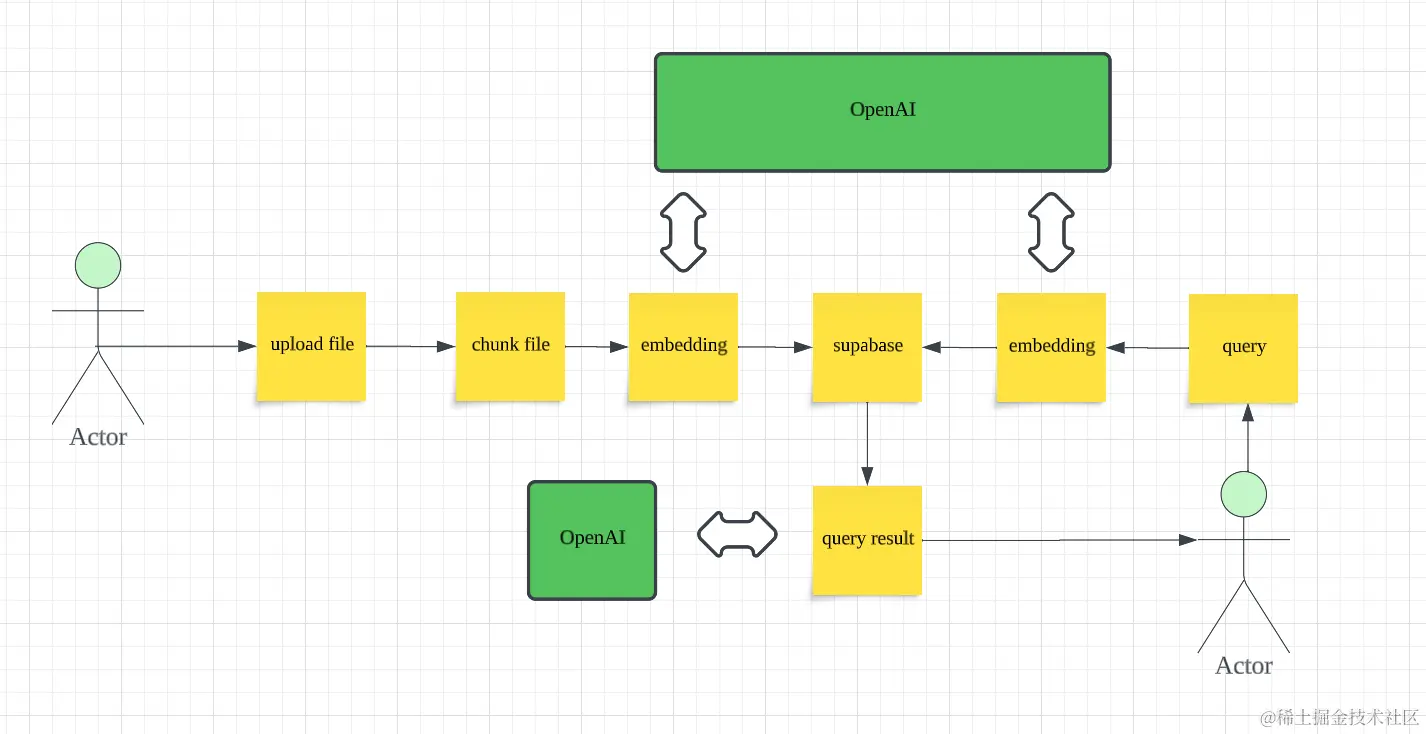 OpenAI
upload file
chunk file
embedding
supabase
embedding
query
Actor
OpenAI
query result
Actor
@稀土掘金技术社区